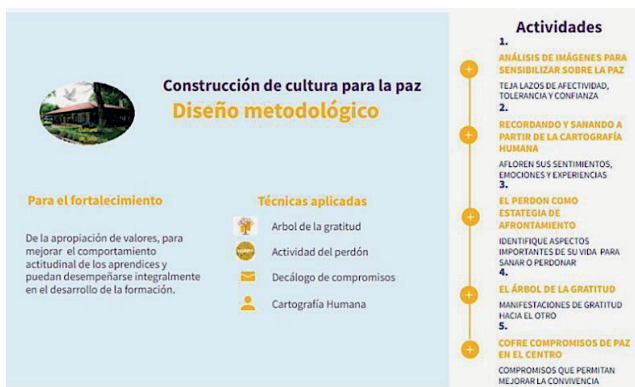 Construcción de cultura para la paz
Diseño metodológico
Para el fortalecimiento
De la apropiación de valores, para
mejorar el comportamiento
actitudinal de los aprendices y
puedan desempeñarse integralmente
en el desarrollo de la formación.
Técnicas aplicadas
Arbol de la gratitud
Actividad del perdón
Decálogo de compromisos
Cartografía Humana
Actividades
1.
ANÁLISIS DE IMÁGENES PARA
SENSIBILIZAR SOBRE LA PAZ
TEJA LAZOS DE AFECTIVIDAD,
TOLERANCIA Y CONFIANZA
2.
RECORDANDO Y SANANDO A
PARTIR DE LA CARTOGRAFÍA
HUMANA
AFLOREN SUS SENTIMIENTOS,
EMOCIONES Y EXPERIENCIAS
3.
EL PERDON COMO
ESTATEGIA DE
AFRONTAMIENTO
IDENTIFIQUE ASPECTOS
IMPORTANTES DE SU VIDA PARA
SANAR O PERDONAR
4.
EL ÁRBOL DE LA GRATITUD
MANIFESTACIONES DE GRATITUD
HACIA EL OTRO
5.
COFRE COMPROMISOS DE PAZ
EN EL CENTRO
COMPROMISOS QUE PERMITAN
MEJORAR LA CONVIVENCIA